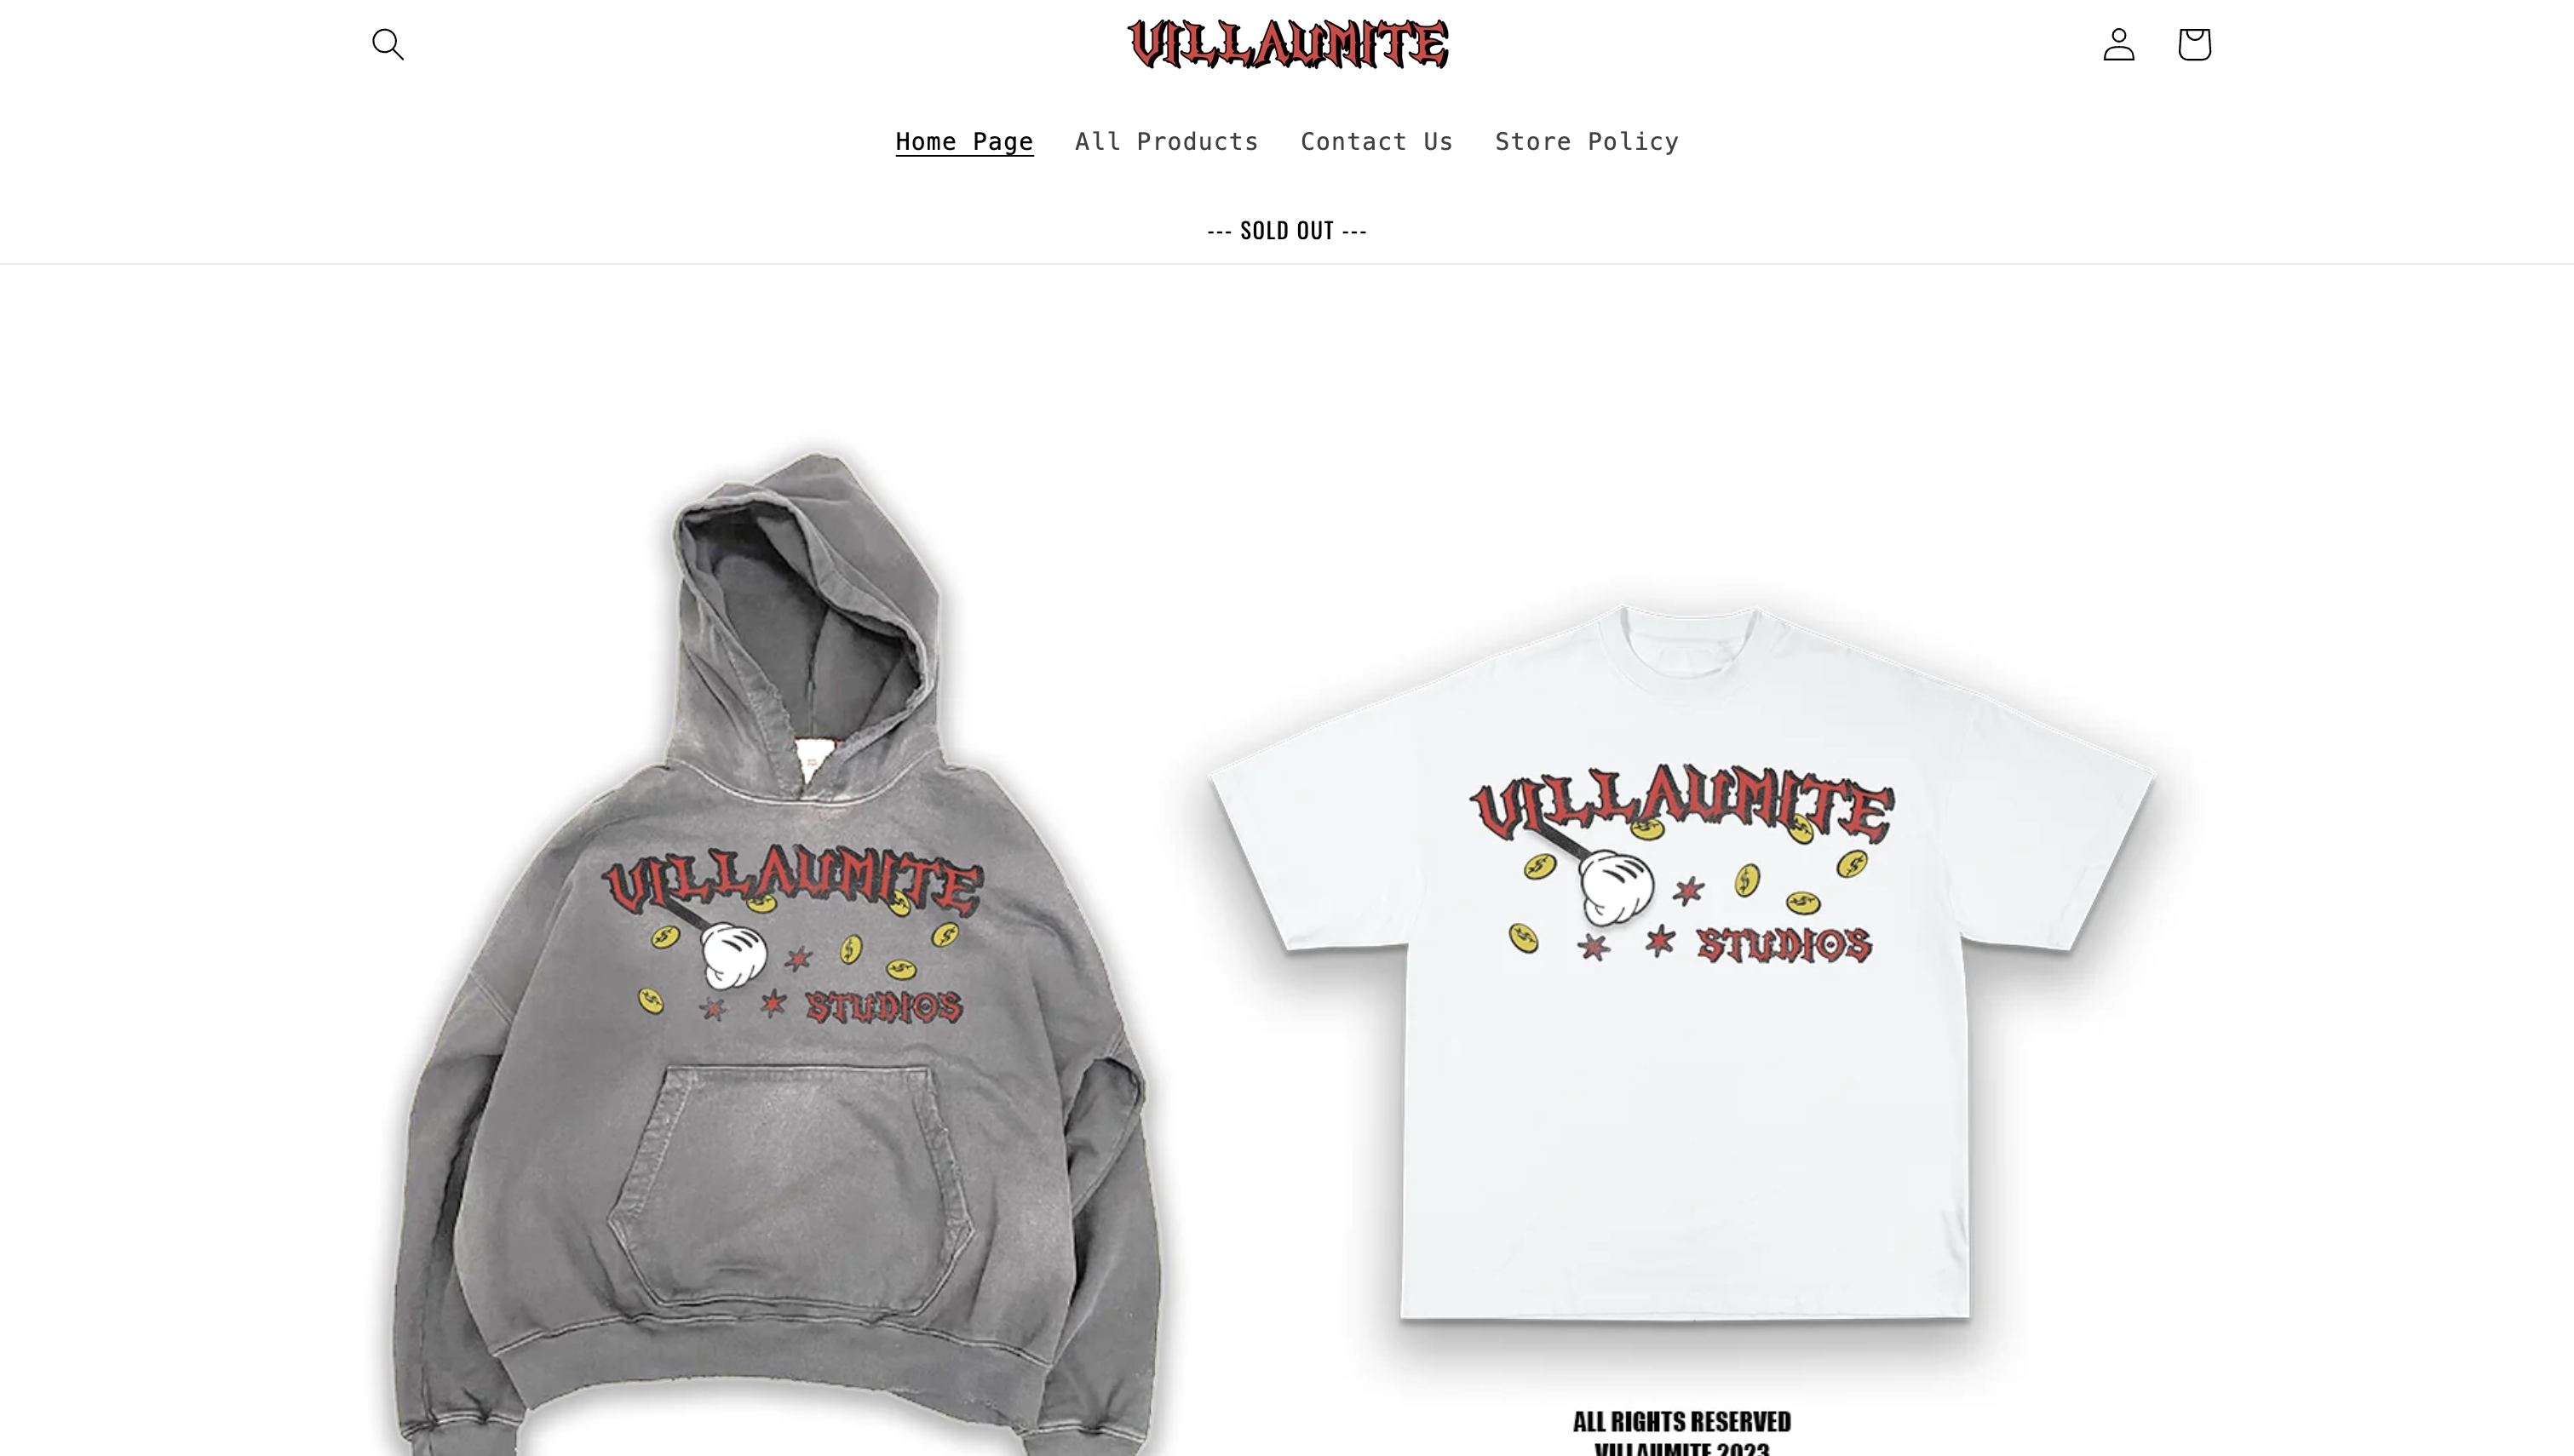 VILLAUMITE
Home Page All Products Contact Us Store Policy
--- SOLD OUT ---
VILLAUMITE
STUDIOS
VILLAUMITE
STUDIOS
ALL RIGHTS RESERVED
VILLAUMITE 2023